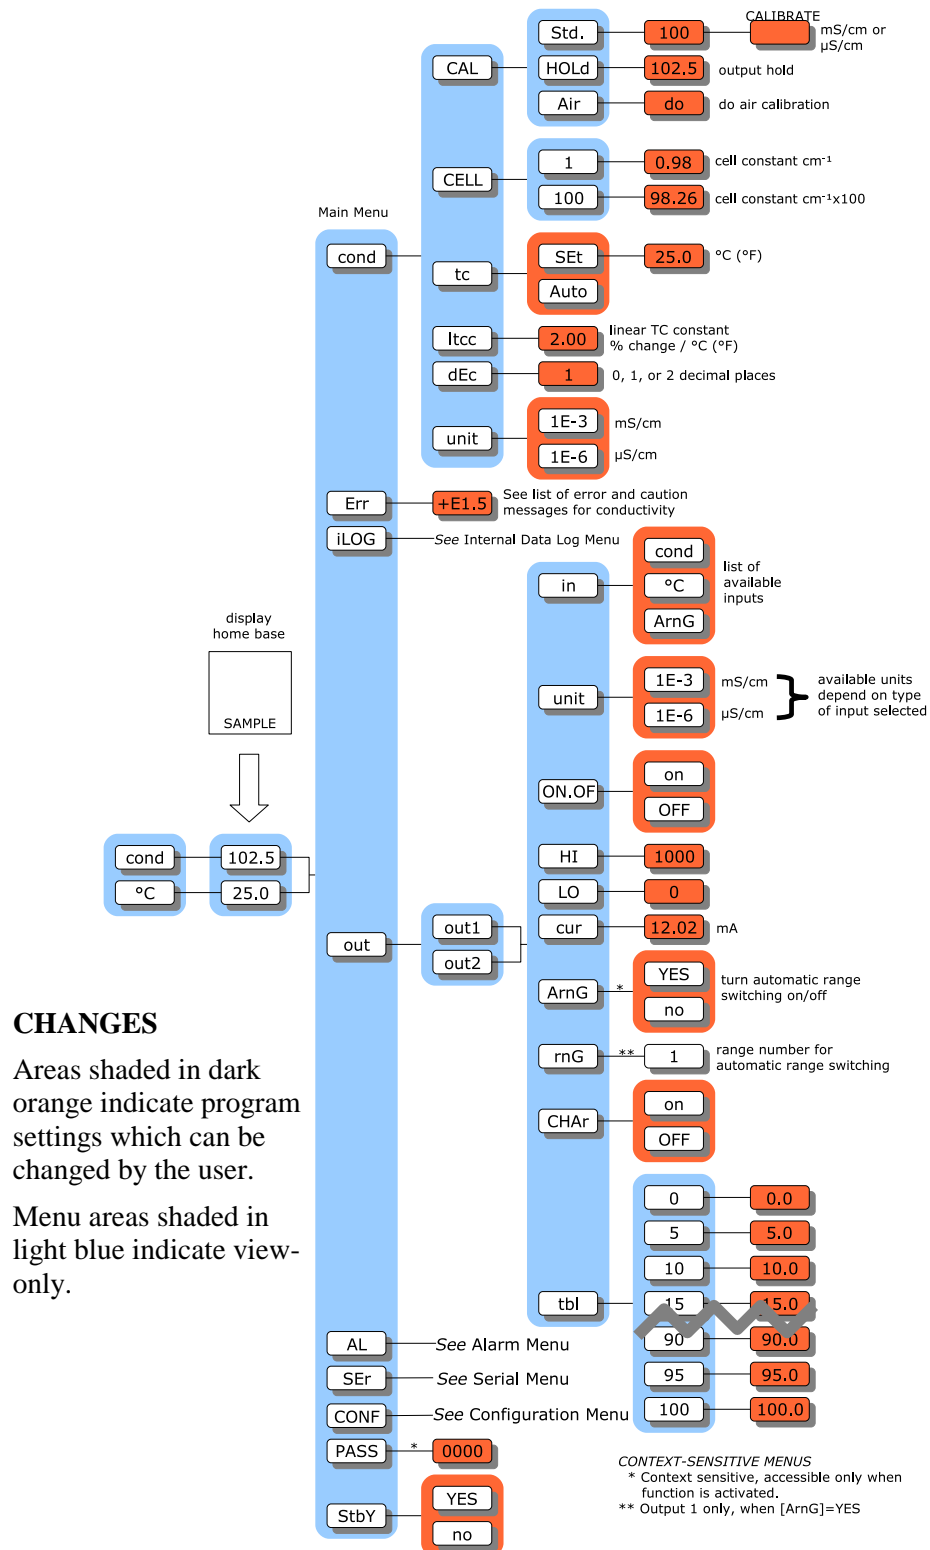 CALIBRATE
Std.
100
mS/cm or
µS/cm
CAL
HOLd
102.5
output hold
Air
do
do air calibration
CELL
1
0.98
cell constant cm⁻¹
100
98.26
cell constant cm⁻¹x100
Main Menu
cond
tc
SEt
25.0
°C (°F)
Auto
ltcc
2.00
linear TC constant
% change / °C (°F)
dEc
1
0, 1, or 2 decimal places
unit
1E-3
mS/cm
1E-6
µS/cm
Err
+E1.5
See list of error and caution
messages for conductivity
iLOG
See Internal Data Log Menu
in
cond
°C
ArnG
list of
available
inputs
display
home base
SAMPLE
unit
1E-3
mS/cm
1E-6
µS/cm
available units
depend on type
of input selected
ON.OF
on
OFF
cond
102.5
°C
25.0
HI
1000
LO
0
out
out1
out2
cur
12.02
mA
ArnG
*
YES
no
turn automatic range
switching on/off
rnG
**
1
range number for
automatic range switching
CHAr
on
OFF
CHANGES
Areas shaded in dark
orange indicate program
settings which can be
changed by the user.
Menu areas shaded in
light blue indicate view-
only.
tbl
0
0.0
5
5.0
10
10.0
15
15.0
90
90.0
95
95.0
100
100.0
AL
See Alarm Menu
SEr
See Serial Menu
CONF
See Configuration Menu
PASS
*
0000
StbY
YES
no
CONTEXT-SENSITIVE MENUS
* Context sensitive, accessible only when
function is activated.
** Output 1 only, when [ArnG]=YES